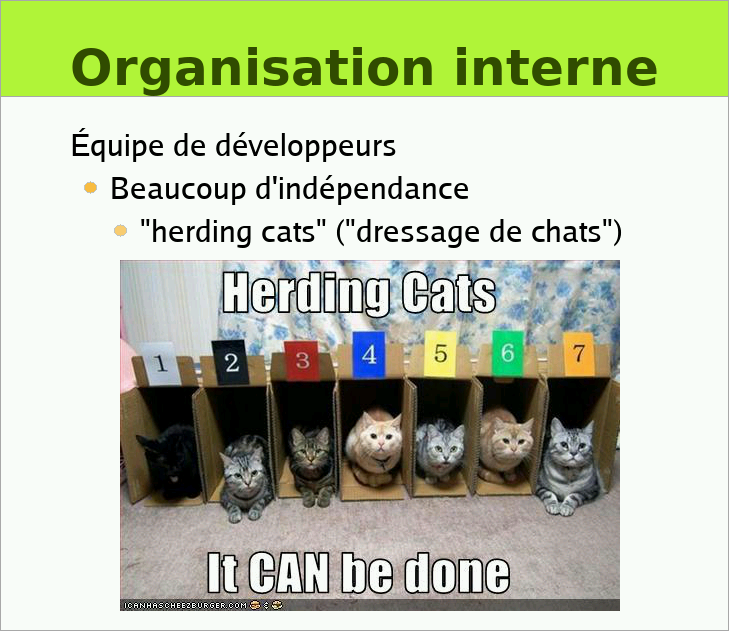 Organisation interne
Équipe de développeurs
Beaucoup d'indépendance
"herding cats" ("dressage de chats")
Herding Cats
1 2 3 4 5 6 7
It CAN be done
ICANHASCHEEZBURGER.COM